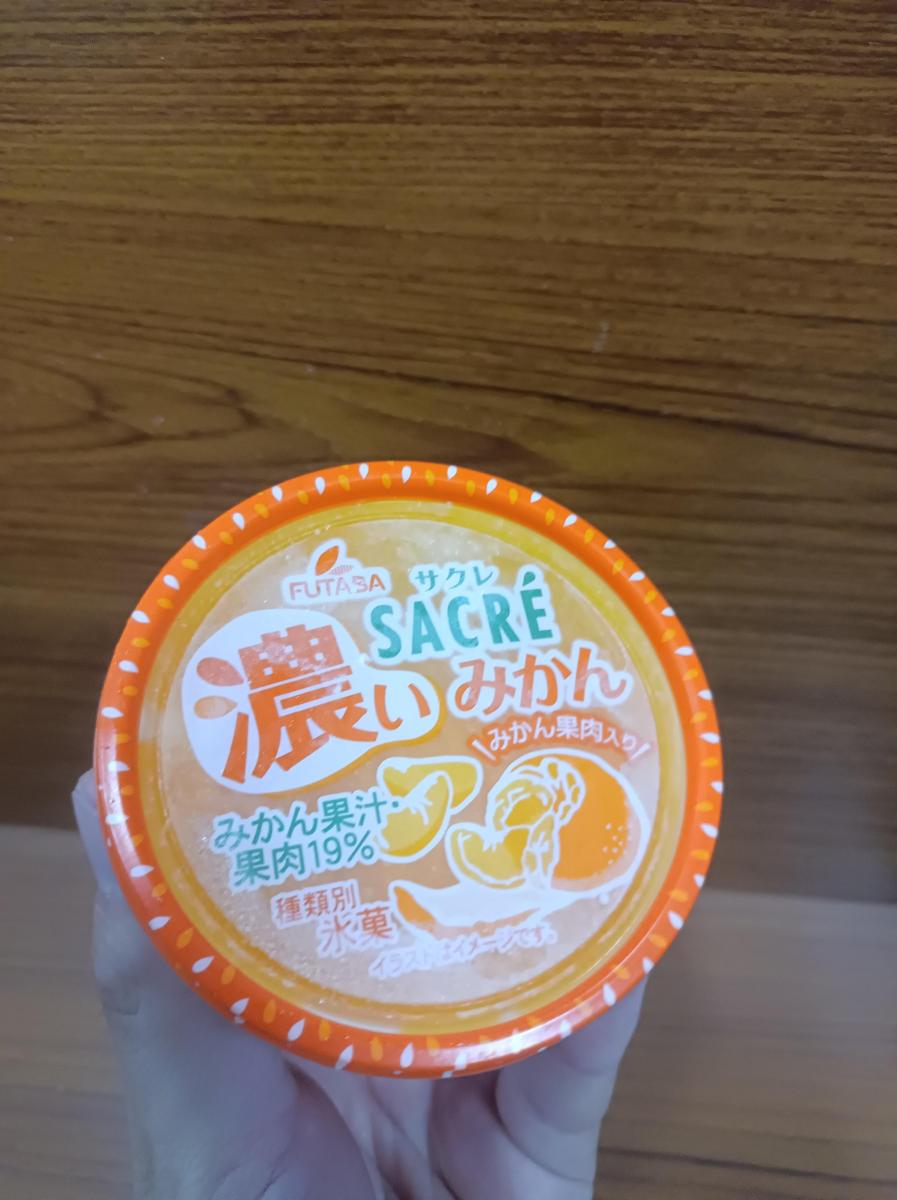 FUTABA
サクレ
SACRÉ
濃い みかん
みかん果肉入り
みかん果汁・
果肉19%
種類別
氷菓
イラストはイメージです。